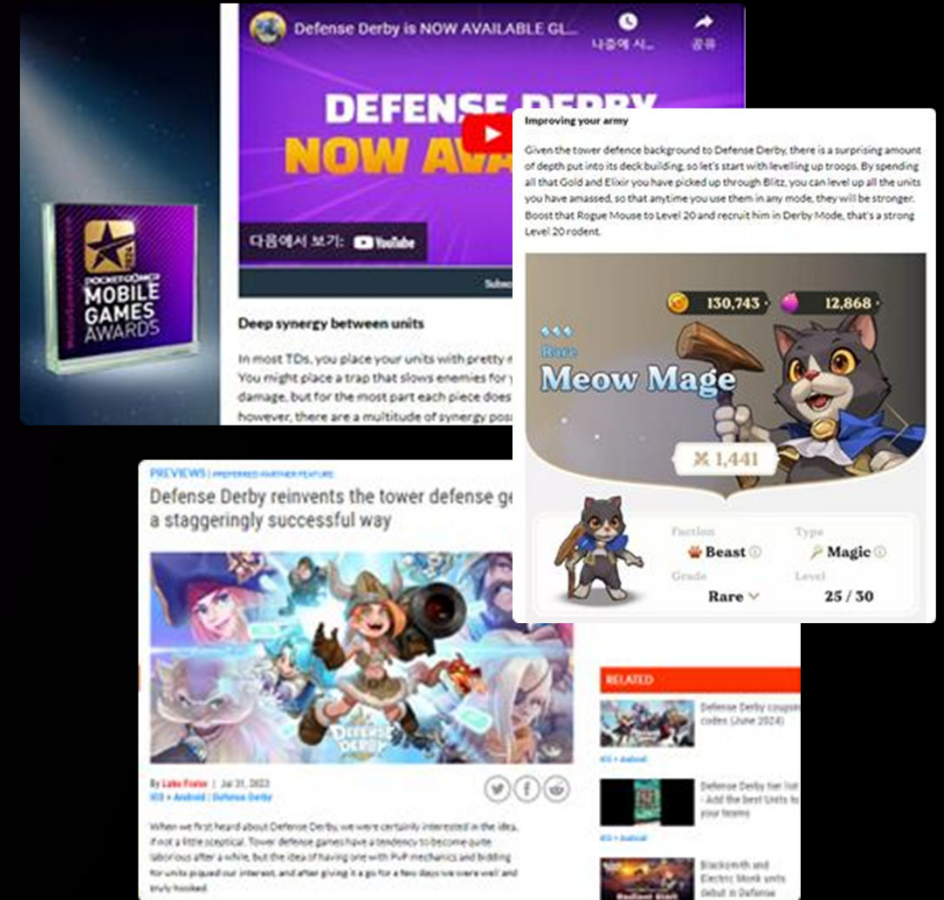 2024
POCKETGAMER
MOBILE
GAMES
AWARDS
Defense Derby is NOW AVAILABLE GL...
나중에 시...
공유
DEFENSE DERBY
NOW AVA
다음에서 보기: YouTube
Subsc
Deep synergy between units
In most TDs, you place your units with pretty
You might place a trap that slows enemies for
damage, but for the most part each piece does
however, there are a multitude of synergy poss
Improving your army
Given the tower defence background to Defense Derby, there is a surprising amount
of depth put into its deck building, so let's start with levelling up troops. By spending
all that Gold and Elixir you have picked up through Blitz, you can level up all the units
you have amassed, so that anytime you use them in any mode, they will be stronger.
Boost that Rogue Mouse to Level 20 and recruit him in Derby Mode, that's a strong
Level 20 rodent.
130,743
12,868
Rare
Meow Mage
1,441
Faction
Type
Beast
Magic
Grade
Level
Rare
25 / 30
PREVIEWS | PREFERRED PARTNER FEATURE
Defense Derby reinvents the tower defense ge
a staggeringly successful way
DEFENSE
DERBY
By Luke Foster | Jul 31, 2023
iOS + Android | Defense Derby
When we first heard about Defense Derby, we were certainly interested in the idea,
if not a little sceptical. Tower defense games have a tendency to become quite
laborious after a while, but the idea of having one with PvP mechanics and bidding
for units piqued our interest, and after giving it a go for a few days we were well and
truly hooked.
RELATED
Defense Derby coupon
codes (June 2024)
iOS + Android
Defense Derby tier list
- Add the best Units to
your teams
iOS + Android
Blacksmith and
Electric Monk units
debut in Defense